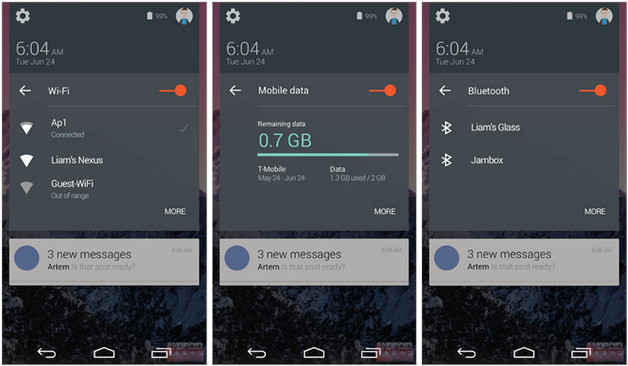 99%
6:04 AM
Tue Jun 24
Wi-Fi
Ap1
Connected
Liam's Nexus
Guest-WiFi
Out of range
MORE
3 new messages
6:00 AM
Artem Is that post ready?
99%
6:04 AM
Tue Jun 24
Mobile data
Remaining data
0.7 GB
T-Mobile
May 24 - Jun 24
Data
1.3 GB used / 2 GB
MORE
3 new messages
6:00 AM
Artem Is that post ready?
99%
6:04 AM
Tue Jun 24
Bluetooth
Liam's Glass
Jambox
MORE
3 new messages
6:00 AM
Artem Is that post ready?